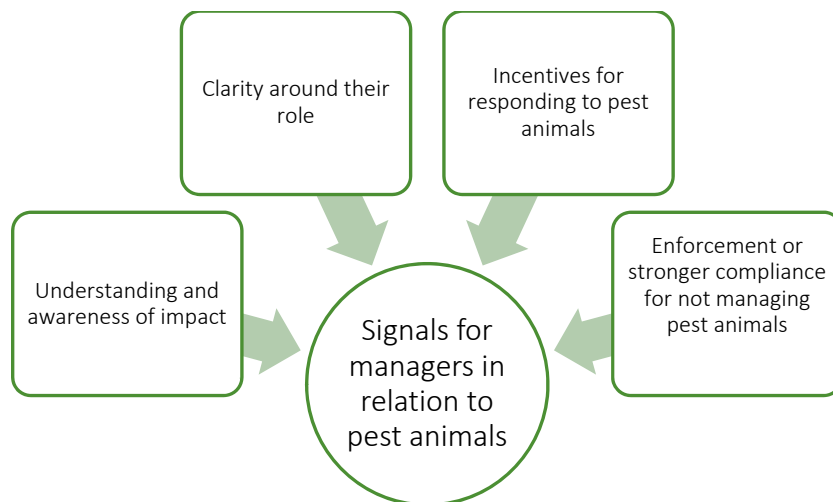 Clarity around their
role
Incentives for
responding to pest
animals
Understanding and
awareness of impact
Enforcement or
stronger compliance
for not managing
pest animals
Signals for
managers in
relation to
pest animals